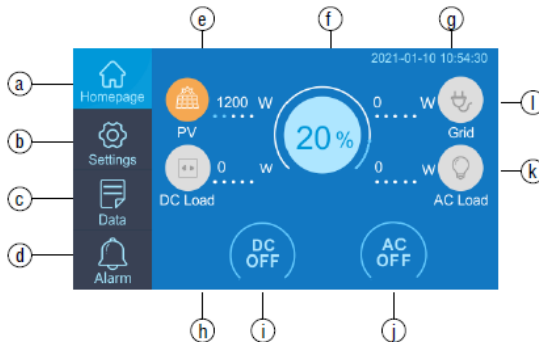 e f g
2021-01-10 10:54:30
a Homepage
1200 W 0 W l
PV 20 % Grid
b Settings
0 W 0 W k
DC Load AC Load
c Data
DC OFF AC OFF
d Alarm
h i j